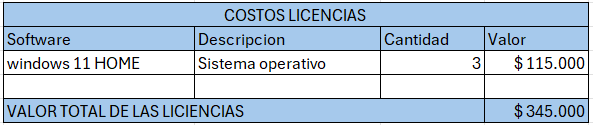 COSTOS LICENCIAS
Software Descripcion Cantidad Valor
windows 11 HOME Sistema operativo 3 $ 115.000
VALOR TOTAL DE LAS LICIENCIAS $ 345.000